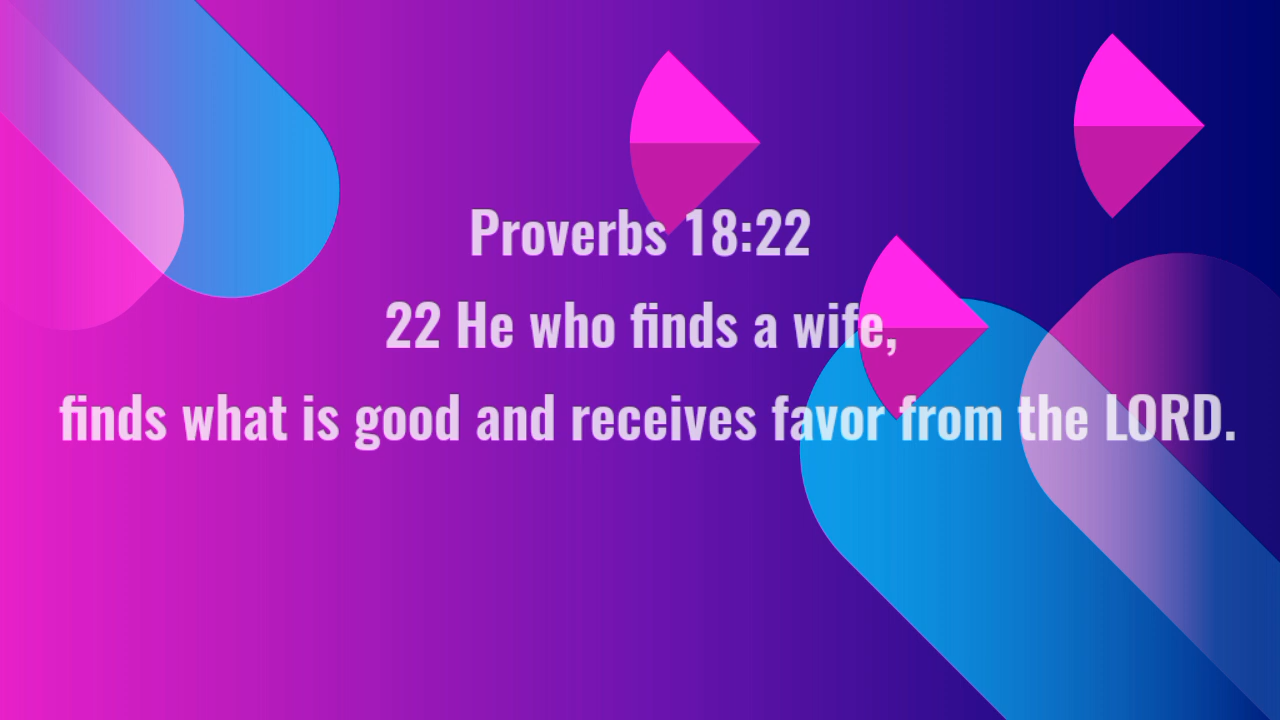 Proverbs 18:22
22 He who finds a wife,
finds what is good and receives favor from the LORD.